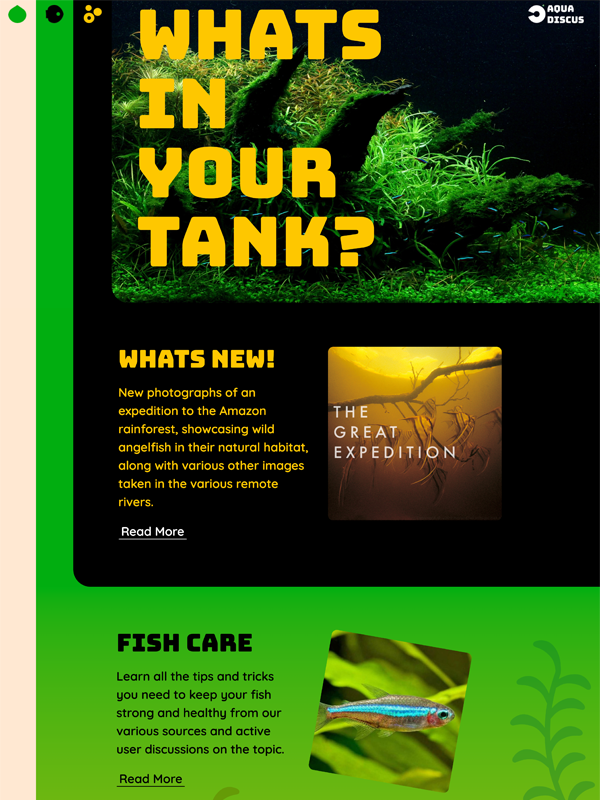 WHATS
IN
YOUR
TANK?
AQUA
DISCUS
WHATS NEW!
New photographs of an
expedition to the Amazon
rainforest, showcasing wild
angelfish in their natural habitat,
along with various other images
taken in the various remote
rivers.
Read More
THE
GREAT
EXPEDITION
FISH CARE
Learn all the tips and tricks
you need to keep your fish
strong and healthy from our
various sources and active
user discussions on the topic.
Read More